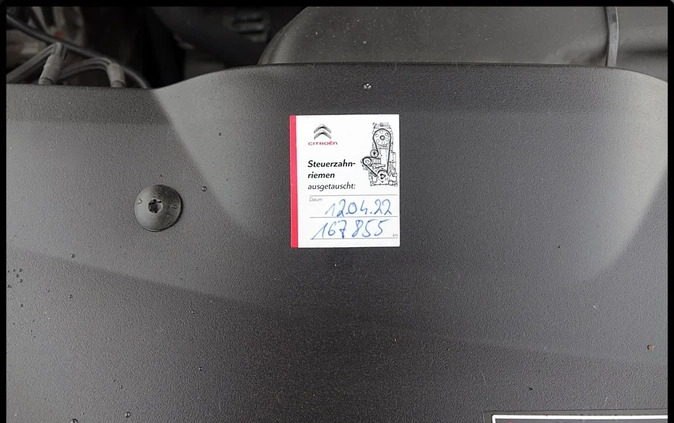 CITROËN
Steuerzahn-
riemen
ausgetauscht:
Datum
12.04.22
167855 km